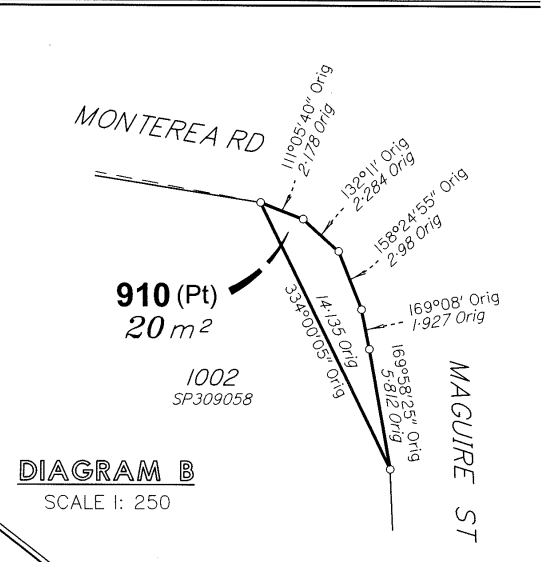 MONTEREA RD
111°05'40" Orig
2·178 Orig
132°11' Orig
2·284 Orig
158°24'55" Orig
2·98 Orig
169°08' Orig
1·927 Orig
169°58'25" Orig
5·812 Orig
14·135 Orig
334°00'05" Orig
910 (Pt)
20 m²
1002
SP309058
MAGUIRE ST
DIAGRAM B
SCALE 1: 250